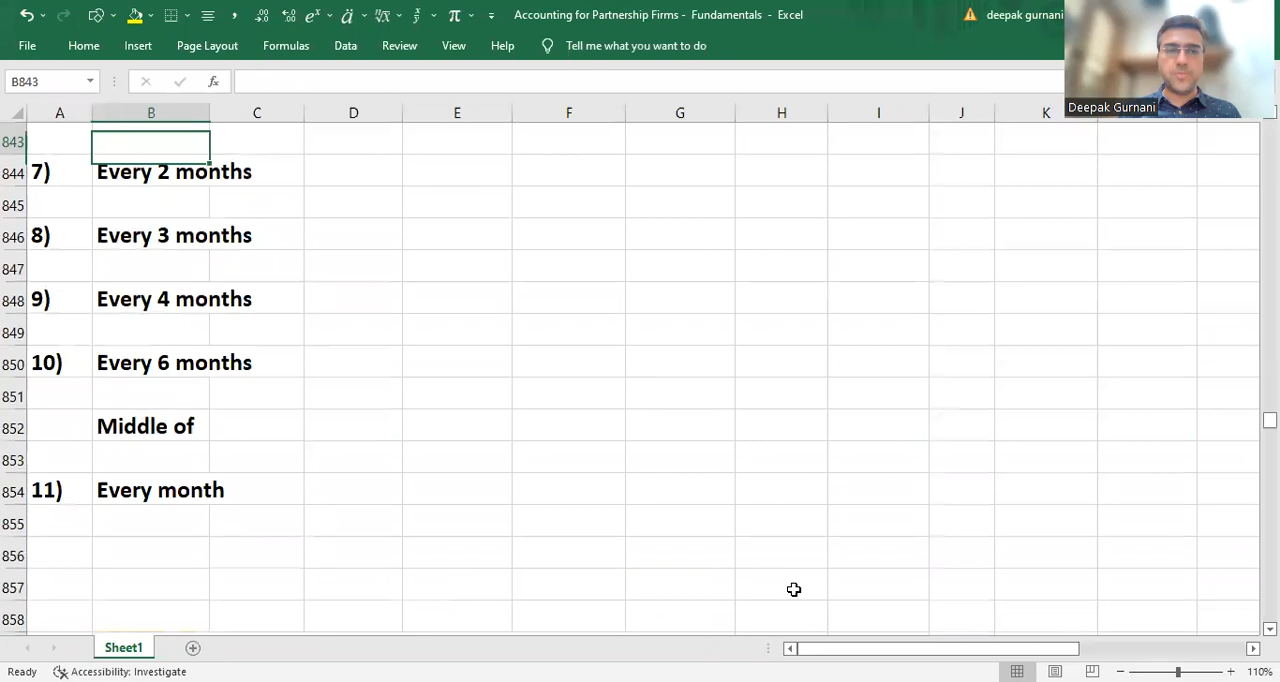 Accounting for Partnership Firms - Fundamentals - Excel
deepak gurnani
File Home Insert Page Layout Formulas Data Review View Help Tell me what you want to do
B843
fx
Deepak Gurnani
A B C D E F G H I J K
843
844 7) Every 2 months
845
846 8) Every 3 months
847
848 9) Every 4 months
849
850 10) Every 6 months
851
852 Middle of
853
854 11) Every month
855
856
857
858
Sheet1
Ready Accessibility: Investigate 110%